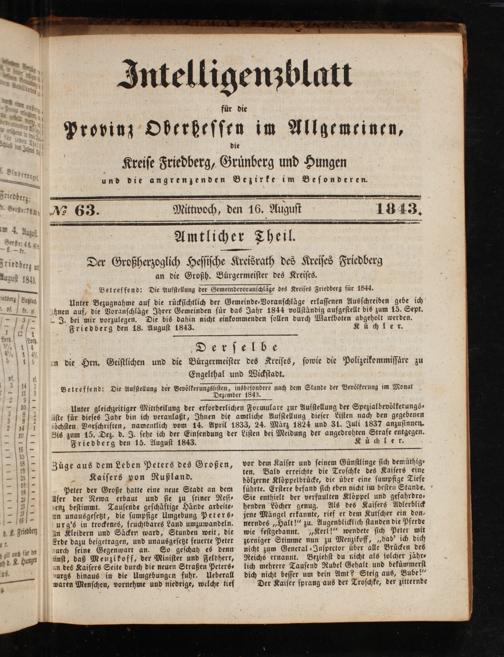 Intelligenzblatt
für die
Provinz Oberhessen im Allgemeinen,
die
Kreise Friedberg, Grünberg und Hungen
und die angrenzenden Bezirke im Besonderen.
№ 63. Mittwoch, den 16. August 1843.
Amtlicher Theil.
Der Großherzoglich Hessische Kreisrath des Kreises Friedberg
an die Großh. Bürgermeister des Kreises.
Betreffend: Die Aufstellung der Gemeindevoranschläge des Kreises Friedberg für 1844.
Unter Bezugnahme auf die rücksichtlich der Gemeinde-Voranschläge erlassenen Ausschreiben gebe ich
Ihnen auf, die Voranschläge Ihrer Gemeinden für das Jahr 1844 vollständig aufgestellt bis zum 15. Sept.
. J. bei mir vorzulegen. Die bis dahin nicht einkommenden sollen durch Wartboten abgeholt werden.
Friedberg den 18. August 1843. Küchler.
Derselbe
an die Hrn. Geistlichen und die Bürgermeister des Kreises, sowie die Polizeikommissäre zu
Engelthal und Wickstadt.
Betreffend: Die Aufstellung der Bevölkerungslisten, insbesondere nach dem Stande der Bevölkerung im Monat
Dezember 1843.
Unter gleichzeitiger Mittheilung der erforderlichen Formulare zur Aufstellung der Spezialbevölkerungs-
liste für dieses Jahr bin ich veranlaßt, Ihnen die amtliche Aufstellung dieser Listen nach den gegebenen
höchsten Vorschriften, namentlich vom 14. April 1833, 24. März 1824 und 31. Juli 1837 anzusinnen.
Bis zum 15. Dez. d. J. sehe ich der Einsendung der Listen bei Meidung der angedrohten Strafe entgegen.
Friedberg den 15. August 1843. Küchler.
Züge aus dem Leben Peters des Großen,
Kaisers von Rußland.
Peter der Große hatte eine neue Stadt an dem
Ufer der Newa erbaut und sie zu seiner Resi-
denz bestimmt. Tausende geschäftige Hände arbeite-
ten unausgesetzt, die sumpfige Umgebung Peters-
burg's in trockenes, fruchtbares Land umzuwandeln.
In Kleidern und Säcken ward, Stunden weit, die
Erde dazu beigetragen, und unausgesetzt feuerte Peter
durch seine Gegenwart an. So geschah es denn
einst, daß Menzikoff, der Minister und Feldherr,
an des Kaisers Seite durch die neuen Straßen Peters-
burgs hinaus in die Umgebung fuhr. Ueberall
waren Menschen, vornehme und niedrige, welche tief
vor dem Kaiser und seinem Günstlinge sich demüthig-
ten. Bald erreichte die Troschke des Kaisers eine
hölzerne Klöppelbrücke, die über eine sumpfige Tiefe
führte. Erstere befand sich eben nicht im besten Stande.
Sie enthielt der verfaulten Klöppel und gefahrdro-
henden Löcher genug. Als des Kaisers Adlerblick
jene Mängel erkannte, rief er dem Kutscher ein don-
nerndes „Halt!" zu. Augenblicklich standen die Pferde
wie festgebannt. „Kerl!" wendete sich Peter mit
zorniger Stimme nun zu Menzikoff, „hab' ich dich
nicht zum General-Inspector über alle Brücken des
Reichs ernannt. Beziehst du nicht als solcher jähr-
lich mehrere Tausend Rubel Gehalt und bekümmerst
dich nicht besser um dein Amt? Steig aus, Bube!"
Der Kaiser sprang aus der Troschke, der zitternde